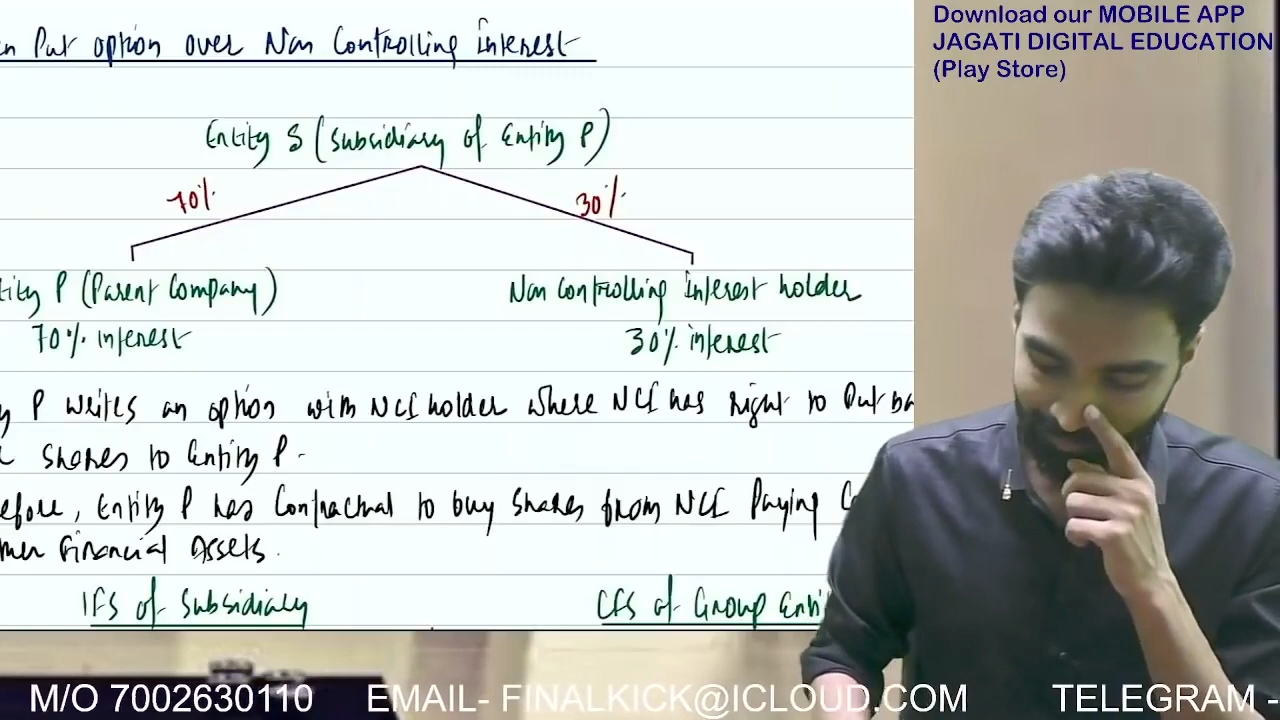 n Put option over Non Controlling interest
Download our MOBILE APP
JAGATI DIGITAL EDUCATION
(Play Store)
Entity S (Subsidiary of Entity P)
70%
30%
tity P (Parent Company)
Non Controlling Interest holder
70% interest
30% interest
y P writes an option with NCI holder where NCI has right to Put ba
shares to Entity P.
efore, Entity P has Contractual to buy shares from NCI Paying C
Financial Assets.
IFS of Subsidiary
CFS of Group Enti
M/O 7002630110 EMAIL- FINALKICK@ICLOUD.COM TELEGRAM -